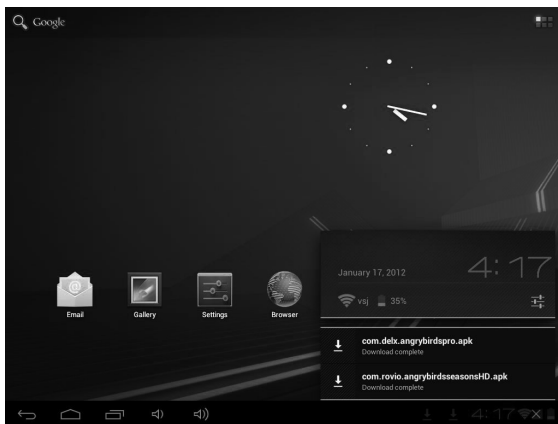 Google
January 17, 2012
4:17
vsj
35%
Email
Gallery
Settings
Browser
com.delx.angrybirdspro.apk
Download complete
com.rovio.angrybirdsseasonsHD.apk
Download complete
4:17